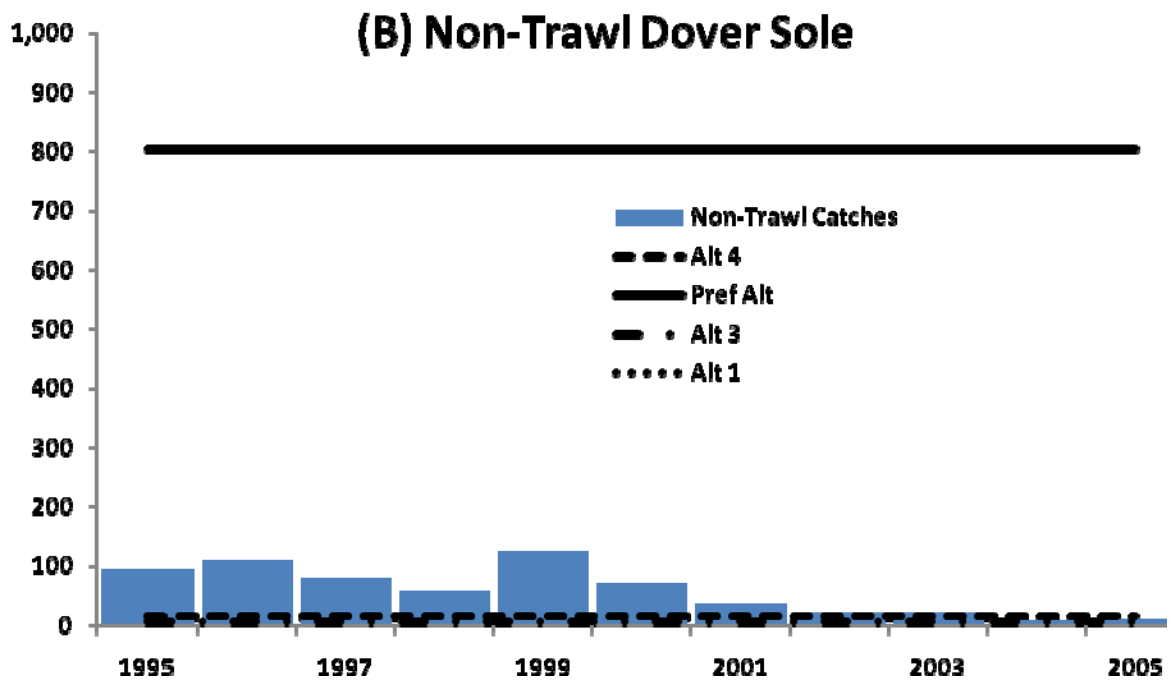 (B) Non-Trawl Dover Sole
1,000
900
800
700
600
500
400
300
200
100
0
Non-Trawl Catches
Alt 4
Pref Alt
Alt 3
Alt 1
1995 1997 1999 2001 2003 2005